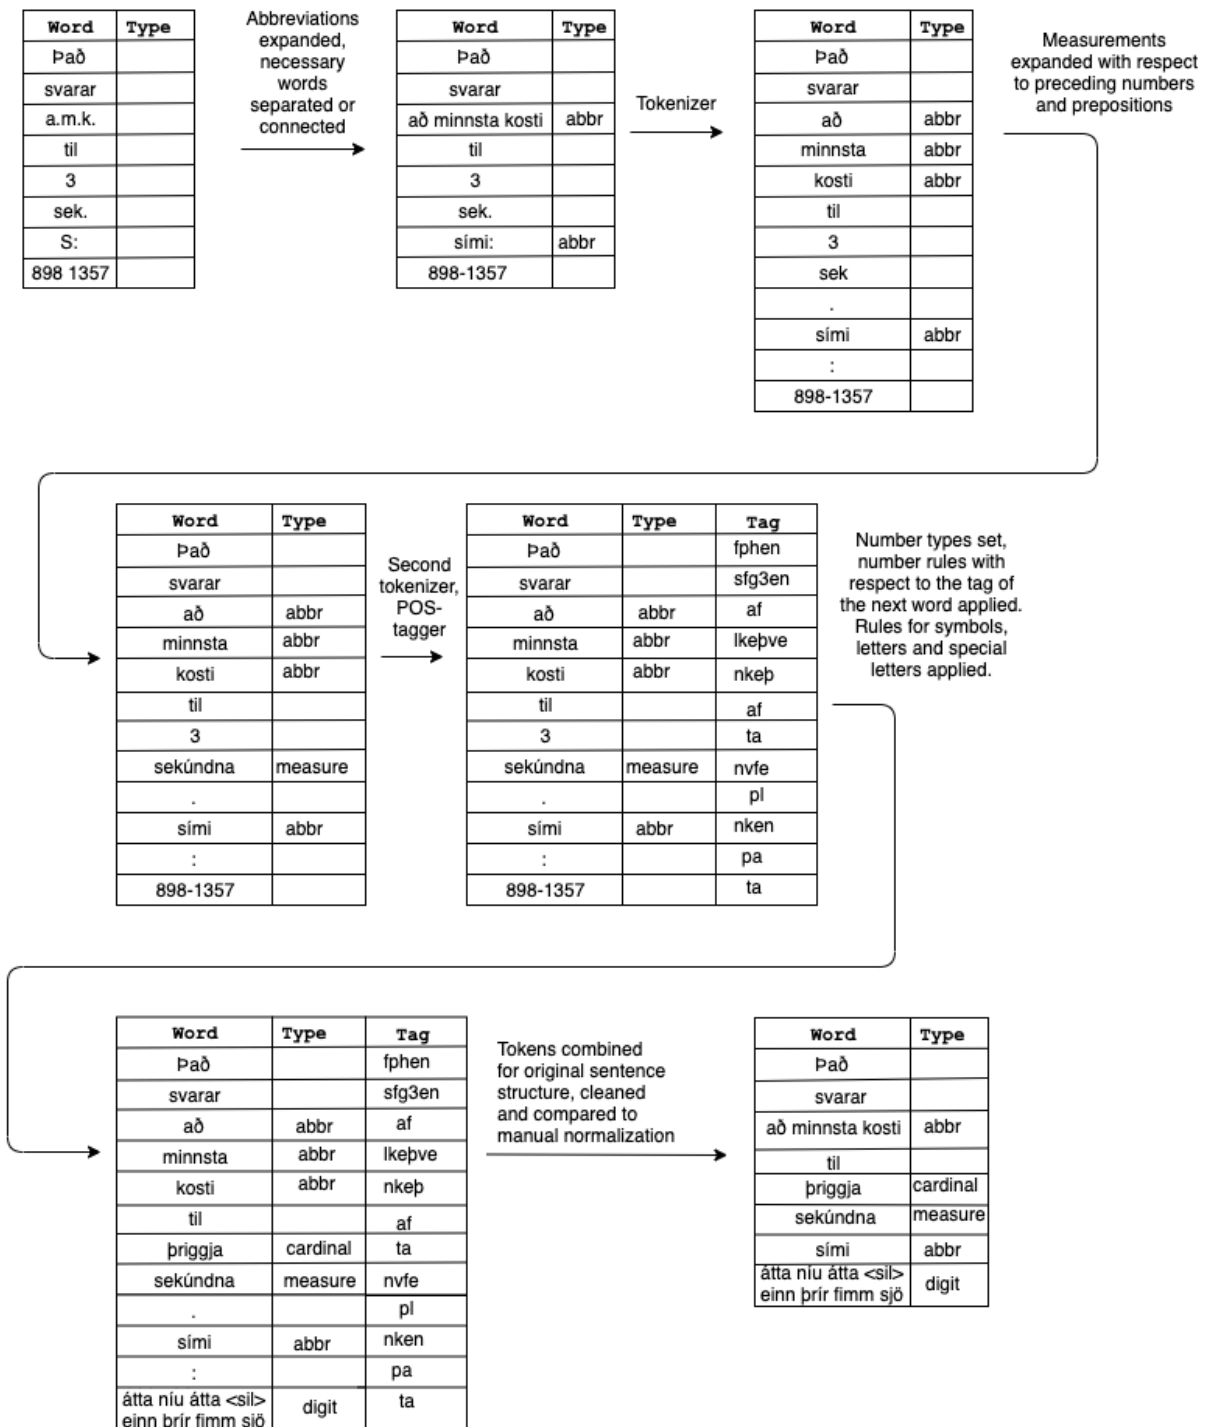 Word Type
Það
svarar
a.m.k.
til
3
sek.
S:
898 1357
Abbreviations
expanded,
necessary
words
separated or
connected
Word Type
Það
svarar
að minnsta kosti abbr
til
3
sek.
sími: abbr
898-1357
Tokenizer
Word Type
Það
svarar
að abbr
minnsta abbr
kosti abbr
til
3
sek
.
sími abbr
:
898-1357
Measurements
expanded with respect
to preceding numbers
and prepositions
Word Type
Það
svarar
að abbr
minnsta abbr
kosti abbr
til
3
sekúndna measure
.
sími abbr
:
898-1357
Second
tokenizer,
POS-
tagger
Word Type Tag
Það fphen
svarar sfg3en
að abbr af
minnsta abbr lkeþve
kosti abbr nkeþ
til af
3 ta
sekúndna measure nvfe
. pl
sími abbr nken
: pa
898-1357 ta
Number types set,
number rules with
respect to the tag of
the next word applied.
Rules for symbols,
letters and special
letters applied.
Word Type Tag
Það fphen
svarar sfg3en
að abbr af
minnsta abbr lkeþve
kosti abbr nkeþ
til af
þriggja cardinal ta
sekúndna measure nvfe
. pl
sími abbr nken
: pa
átta níu átta <sil> digit ta
einn þrír fimm sjö
Tokens combined
for original sentence
structure, cleaned
and compared to
manual normalization
Word Type
Það
svarar
að minnsta kosti abbr
til
þriggja cardinal
sekúndna measure
sími abbr
átta níu átta <sil> digit
einn þrír fimm sjö